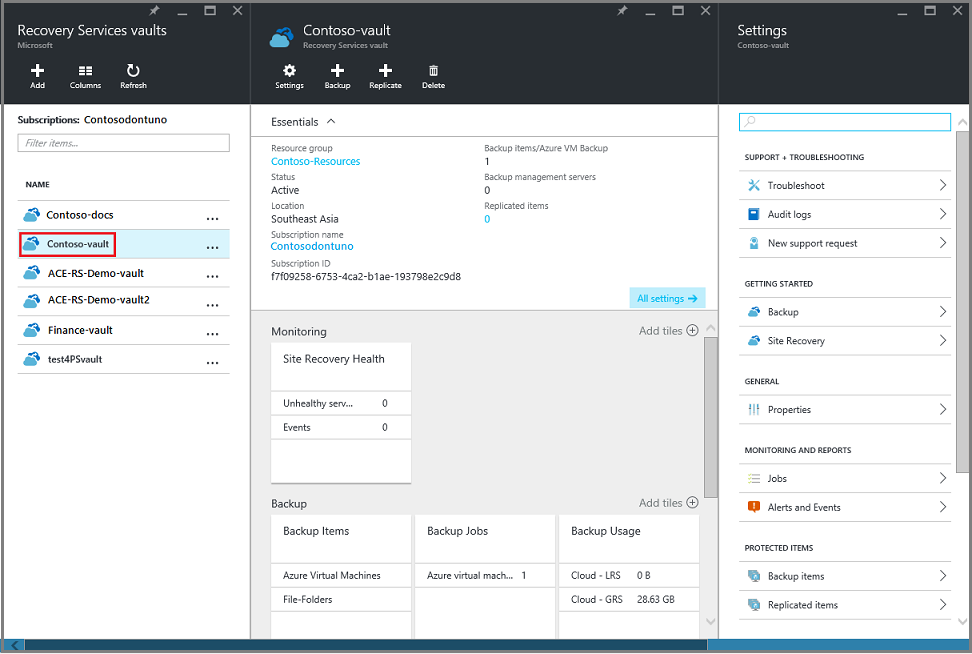 Recovery Services vaults
Microsoft
Add
Columns
Refresh
Subscriptions: Contosodontuno
Filter items...
NAME
Contoso-docs
...
Contoso-vault
...
ACE-RS-Demo-vault
...
ACE-RS-Demo-vault2
...
Finance-vault
...
test4PSvault
...
Contoso-vault
Recovery Services vault
Settings
Backup
Replicate
Delete
Essentials
Resource group
Contoso-Resources
Status
Active
Location
Southeast Asia
Subscription name
Contosodontuno
Subscription ID
f7f09258-6753-4ca2-b1ae-193798e2c9d8
Backup items/Azure VM Backup
1
Backup management servers
0
Replicated items
0
All settings →
Monitoring
Add tiles
Site Recovery Health
Unhealthy serv... 0
Events 0
Backup
Add tiles
Backup Items
Azure Virtual Machines
File-Folders
Backup Jobs
Azure virtual mach... 1
Backup Usage
Cloud - LRS 0 B
Cloud - GRS 28.63 GB
Settings
Contoso-vault
SUPPORT + TROUBLESHOOTING
Troubleshoot
Audit logs
New support request
GETTING STARTED
Backup
Site Recovery
GENERAL
Properties
MONITORING AND REPORTS
Jobs
Alerts and Events
PROTECTED ITEMS
Backup items
Replicated items